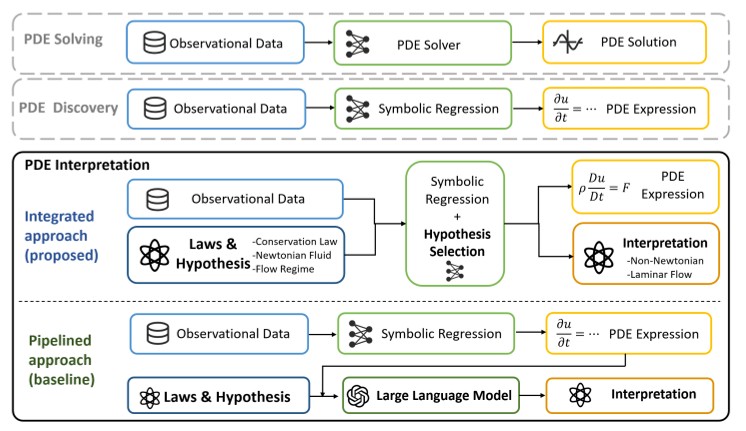 PDE Solving
Observational Data
PDE Solver
PDE Solution
PDE Discovery
Observational Data
Symbolic Regression
∂u/∂t = ⋯ PDE Expression
PDE Interpretation
Integrated
approach
(proposed)
Observational Data
Laws &
Hypothesis
-Conservation Law
-Newtonian Fluid
-Flow Regime
Symbolic
Regression
+
Hypothesis
Selection
ρ Du/Dt = F
PDE
Expression
Interpretation
-Non-Newtonian
-Laminar Flow
Pipelined
approach
(baseline)
Observational Data
Symbolic Regression
∂u/∂t = ⋯ PDE Expression
Laws & Hypothesis
Large Language Model
Interpretation